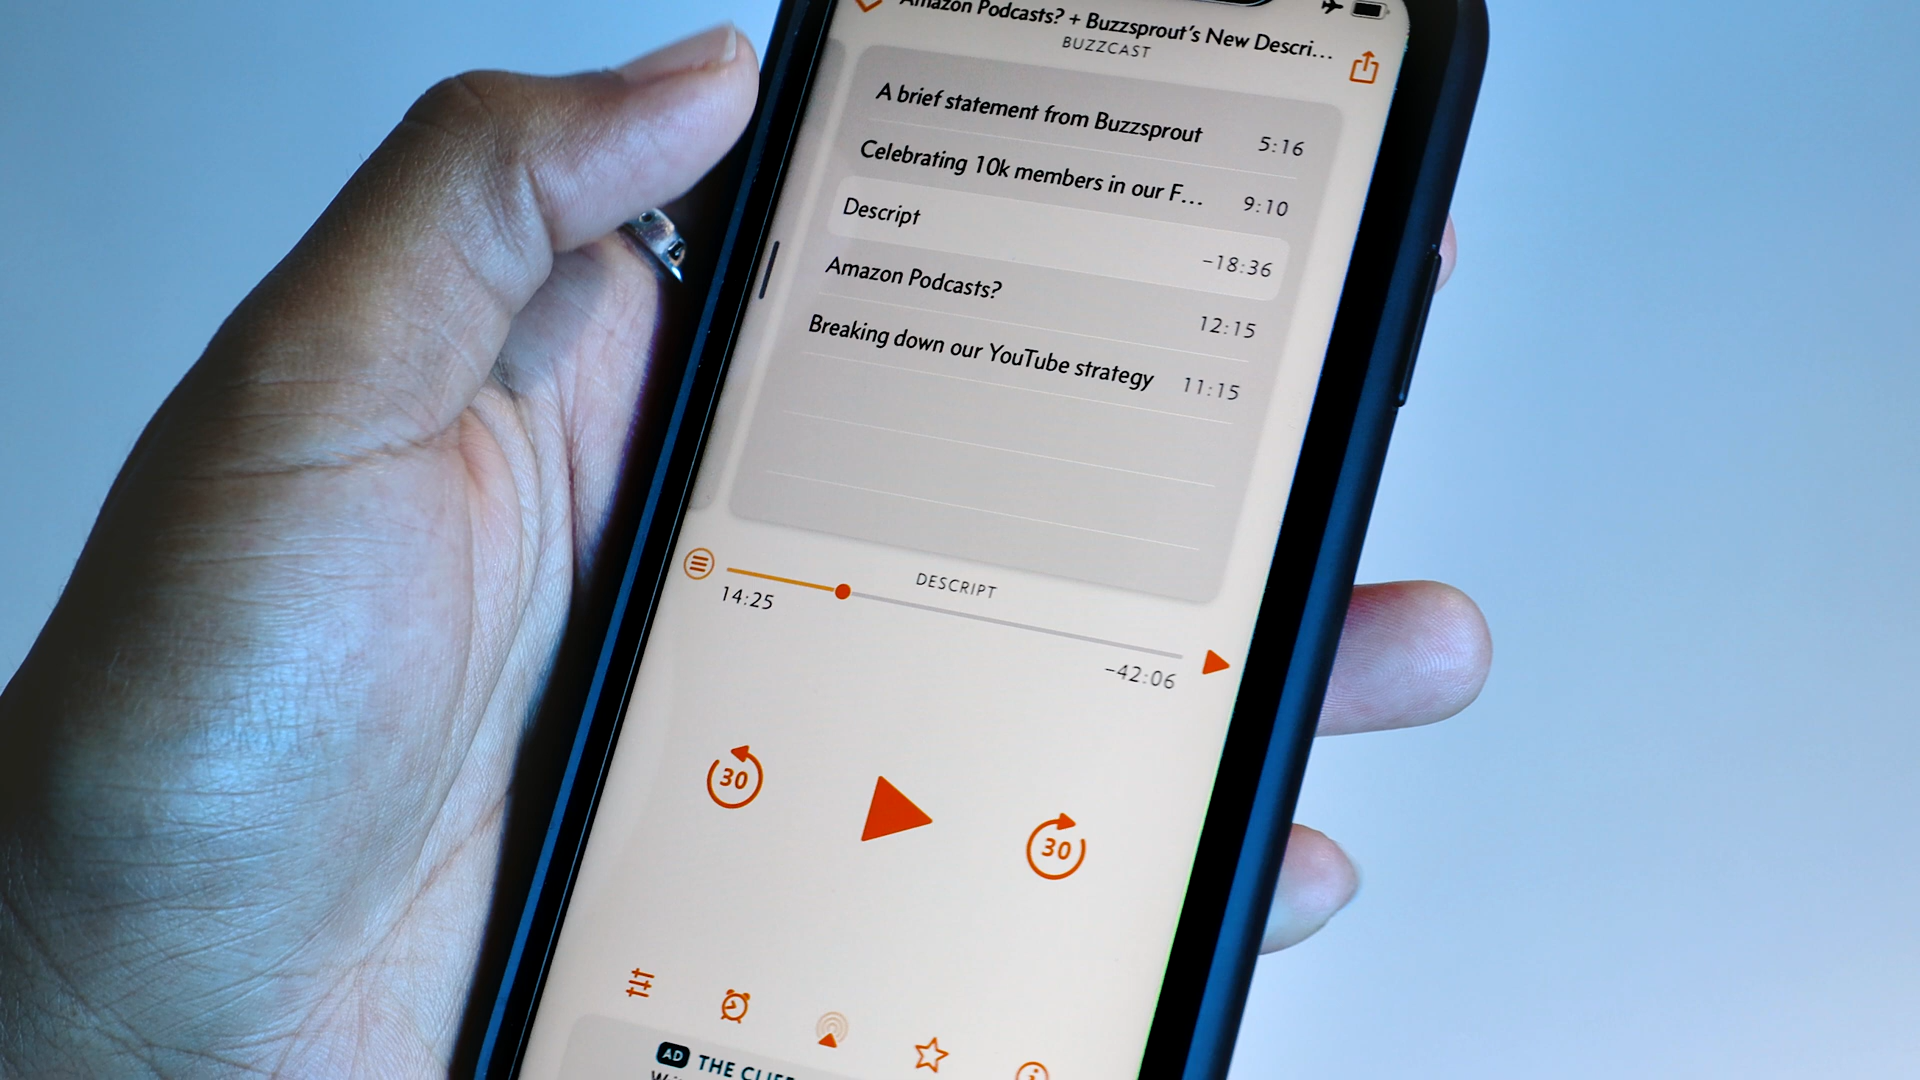 Amazon Podcasts? + Buzzsprout's New Descri...
BUZZCAST
A brief statement from Buzzsprout 5:16
Celebrating 10k members in our F... 9:10
Descript -18:36
Amazon Podcasts? 12:15
Breaking down our YouTube strategy 11:15
DESCRIPT
14:25
-42:06
30
30
AD THE